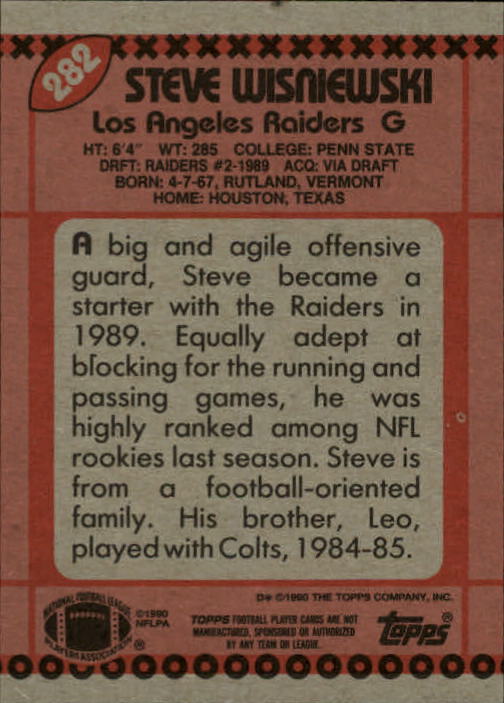 282
STEVE WISNIEWSKI
Los Angeles Raiders G
HT: 6'4" WT: 285 COLLEGE: PENN STATE
DRFT: RAIDERS #2-1989 ACQ: VIA DRAFT
BORN: 4-7-67, RUTLAND, VERMONT
HOME: HOUSTON, TEXAS
A big and agile offensive
guard, Steve became a
starter with the Raiders in
1989. Equally adept at
blocking for the running and
passing games, he was
highly ranked among NFL
rookies last season. Steve is
from a football-oriented
family. His brother, Leo,
played with Colts, 1984-85.
D* ©1990 THE TOPPS COMPANY, INC.
NATIONAL FOOTBALL LEAGUE
PLAYERS ASSOCIATION ®
©1990
NFLPA
TOPPS FOOTBALL PLAYER CARDS ARE NOT
MANUFACTURED, SPONSORED OR AUTHORIZED
BY ANY TEAM OR LEAGUE.
topps®